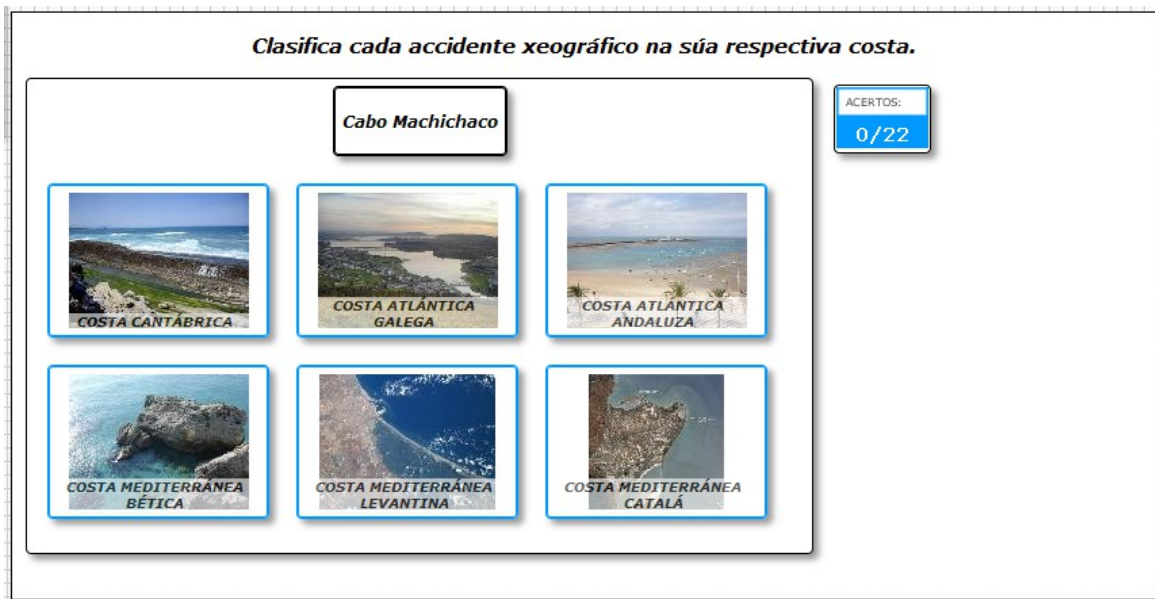 Clasifica cada accidente xeográfico na súa respectiva costa.
Cabo Machichaco
ACERTOS:
0/22
COSTA CANTÁBRICA
COSTA ATLÁNTICA
GALEGA
COSTA ATLÁNTICA
ANDALUZA
COSTA MEDITERRÁNEA
BÉTICA
COSTA MEDITERRÁNEA
LEVANTINA
COSTA MEDITERRÁNEA
CATALÁ